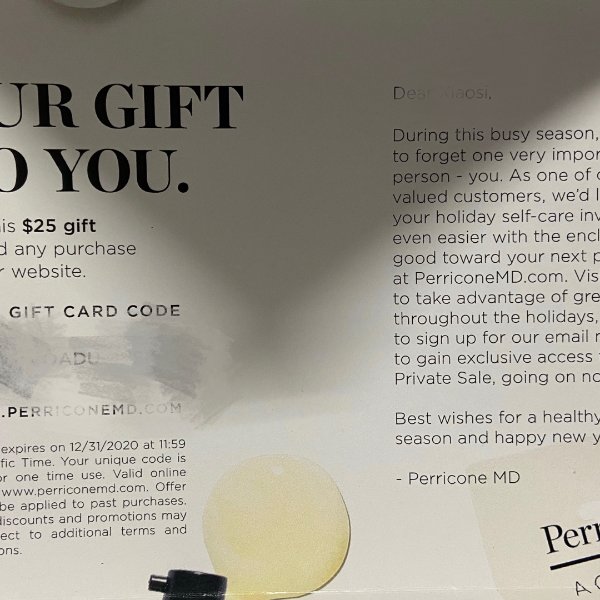 UR GIFT
O YOU.
is $25 gift
d any purchase
r website.
GIFT CARD CODE
.PERRICONEMD.COM
expires on 12/31/2020 at 11:59
fic Time. Your unique code is
or one time use. Valid online
www.perriconemd.com. Offer
be applied to past purchases.
discounts and promotions may
ect to additional terms and
ons.
Dear
During this busy season,
to forget one very impor
person - you. As one of o
valued customers, we'd l
your holiday self-care inv
even easier with the encl
good toward your next p
at PerriconeMD.com. Vis
to take advantage of gre
throughout the holidays,
to sign up for our email n
to gain exclusive access
Private Sale, going on no
Best wishes for a healthy
season and happy new y
- Perricone MD
Perr